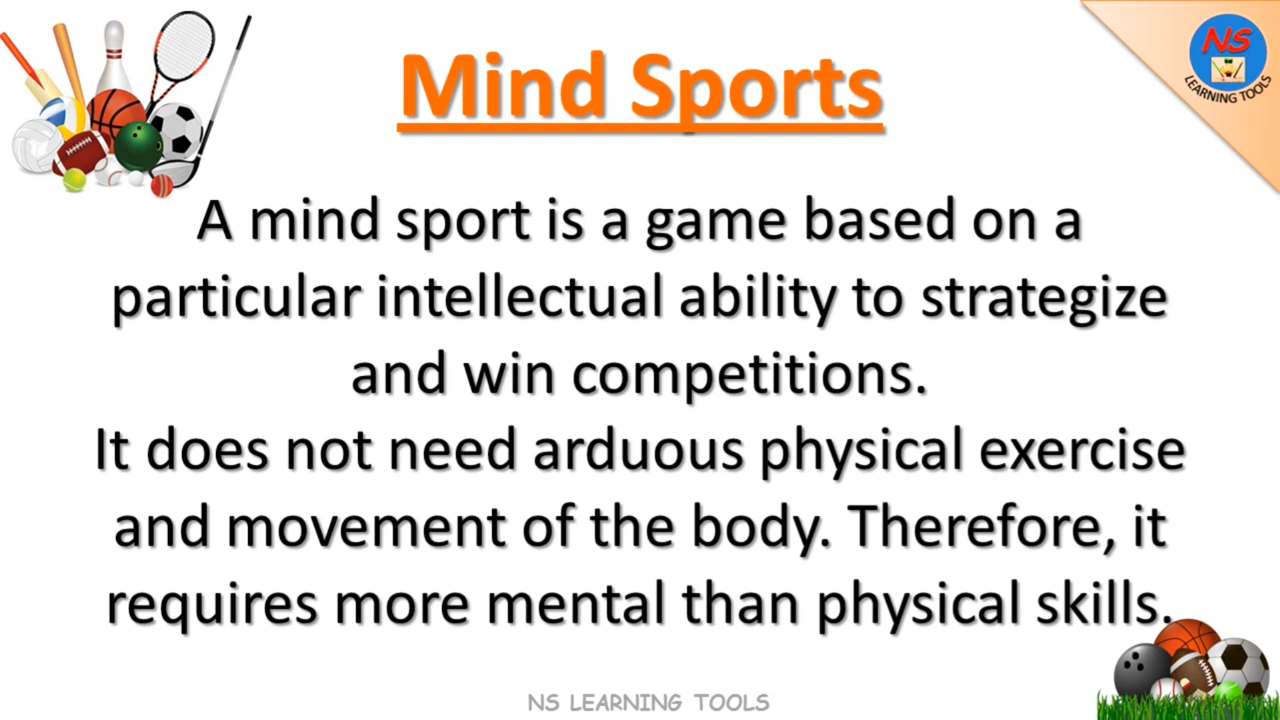 Mind Sports
NS
LEARNING TOOLS
A mind sport is a game based on a
particular intellectual ability to strategize
and win competitions.
It does not need arduous physical exercise
and movement of the body. Therefore, it
requires more mental than physical skills.
NS LEARNING TOOLS